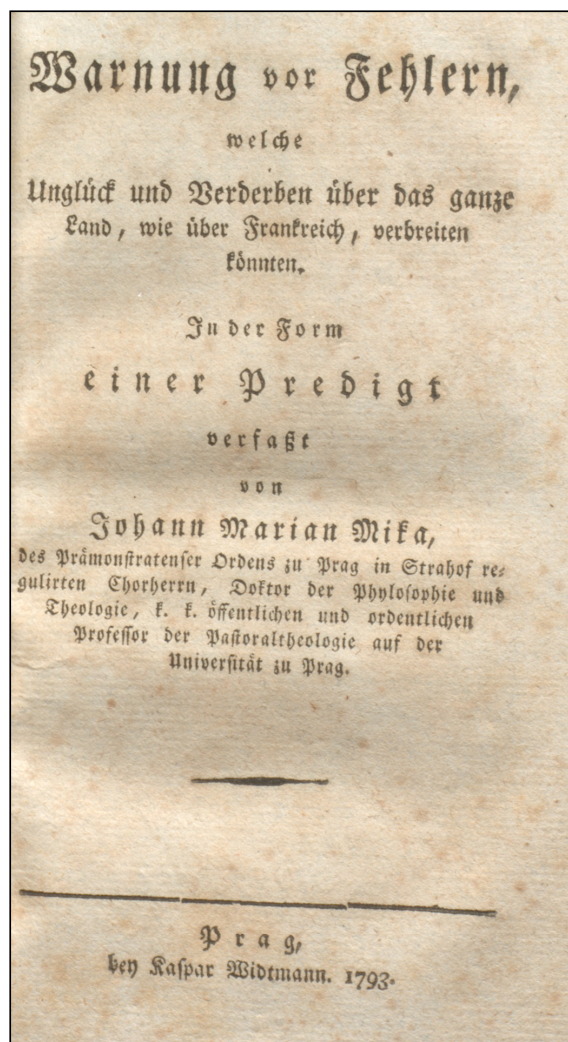 Warnung vor Fehlern,
welche
Unglück und Verderben über das ganze
Land, wie über Frankreich, verbreiten
könnten.
In der Form
einer Predigt
verfaßt
von
Johann Marian Mika,
des Prämonstratenser Ordens zu Prag in Strahof re-
gulirten Chorherrn, Doktor der Phylosophie und
Theologie, k. k. öffentlichen und ordentlichen
Professor der Pastoraltheologie auf der
Universität zu Prag.
Prag,
bey Kaspar Widtmann. 1793.